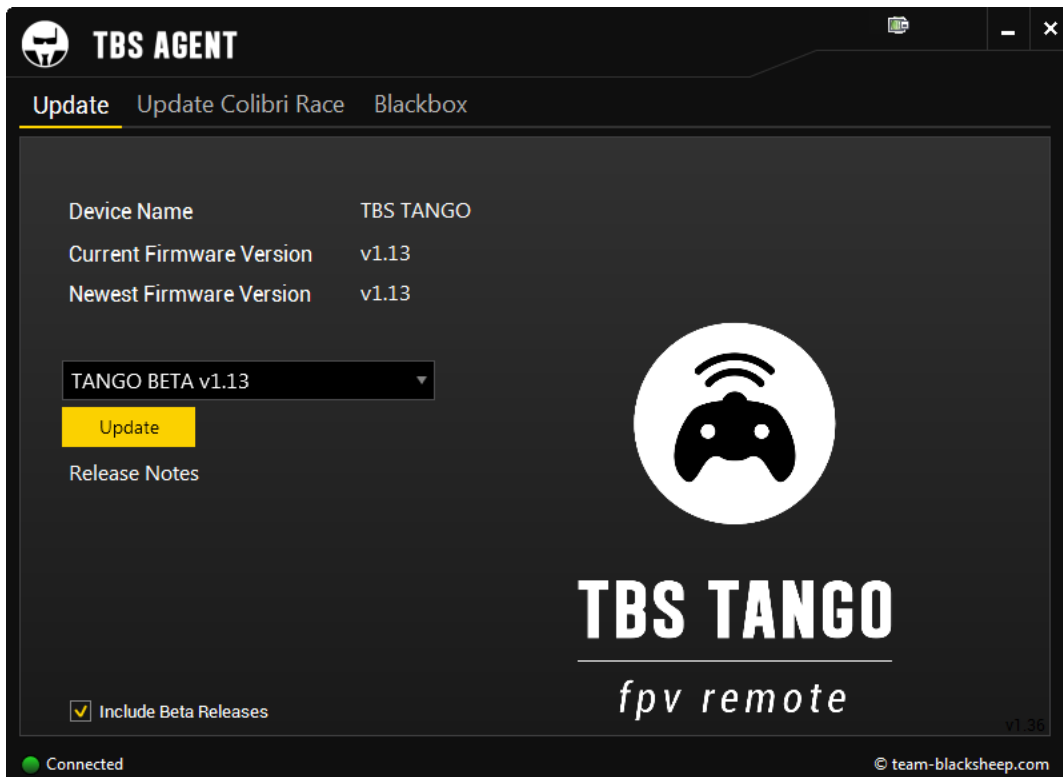 TBS AGENT
Update Update Colibri Race Blackbox
Device Name TBS TANGO
Current Firmware Version v1.13
Newest Firmware Version v1.13
TANGO BETA v1.13
Update
Release Notes
TBS TANGO
fpv remote
Include Beta Releases
v1.36
Connected © team-blacksheep.com